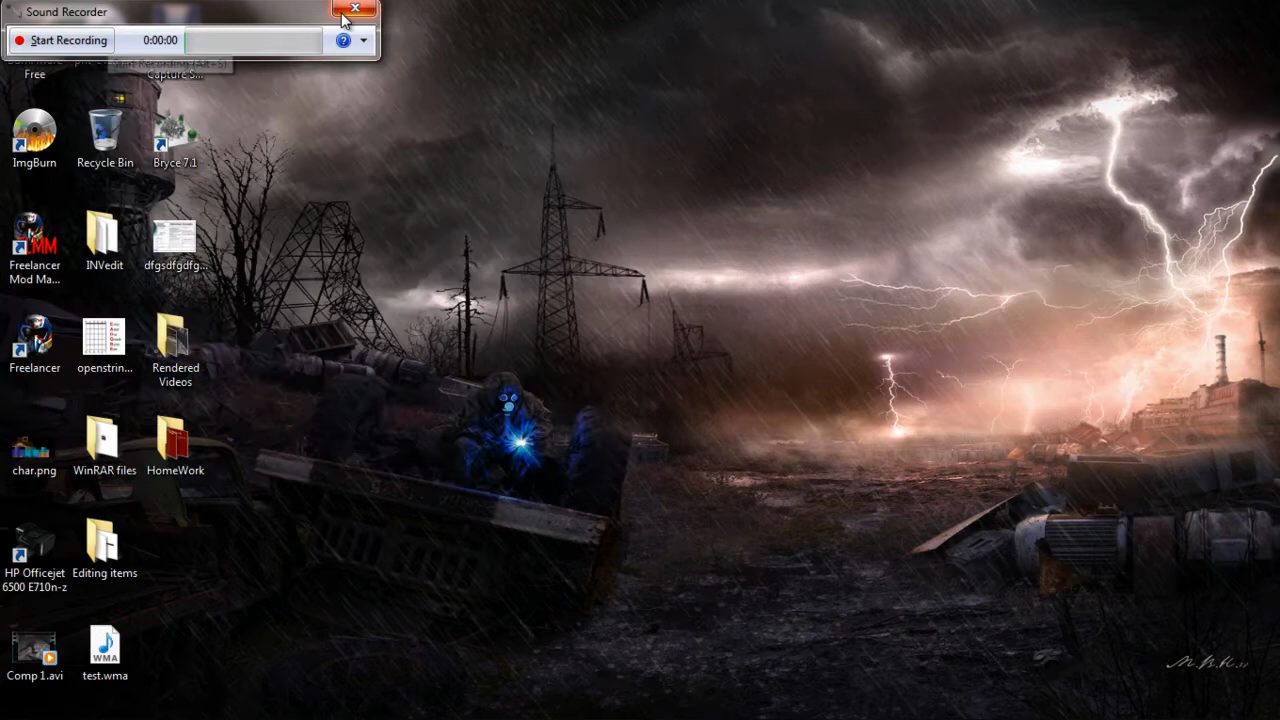 Sound Recorder
Start Recording
0:00:00
Free
Capture S...
ImgBurn
Recycle Bin
Bryce 7.1
Freelancer
Mod Ma...
INVedit
dfgsdfgdfg...
Freelancer
openstrin...
Rendered
Videos
char.png
WinRAR files
HomeWork
HP Officejet
6500 E710n-z
Editing items
Comp 1.avi
WMA
test.wma